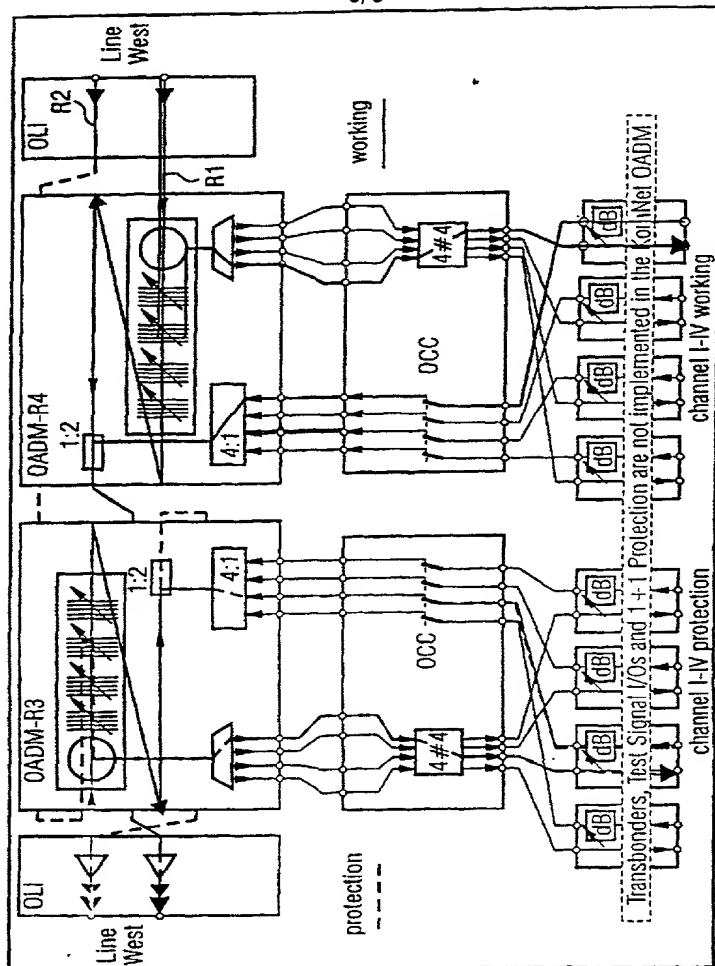 Line
West
OLI
R2
R1
working
OADM-R4
1:2
4:1
4#4
OCC
dB
dB
dB
dB
channel I-IV working
OADM-R3
1:2
4:1
4#4
OCC
dB
dB
dB
dB
channel I-IV protection
Transbonders, Test Signal I/Os and 1+1 Protection are not implemented in the KomNet OADM
OLI
Line
West
protection